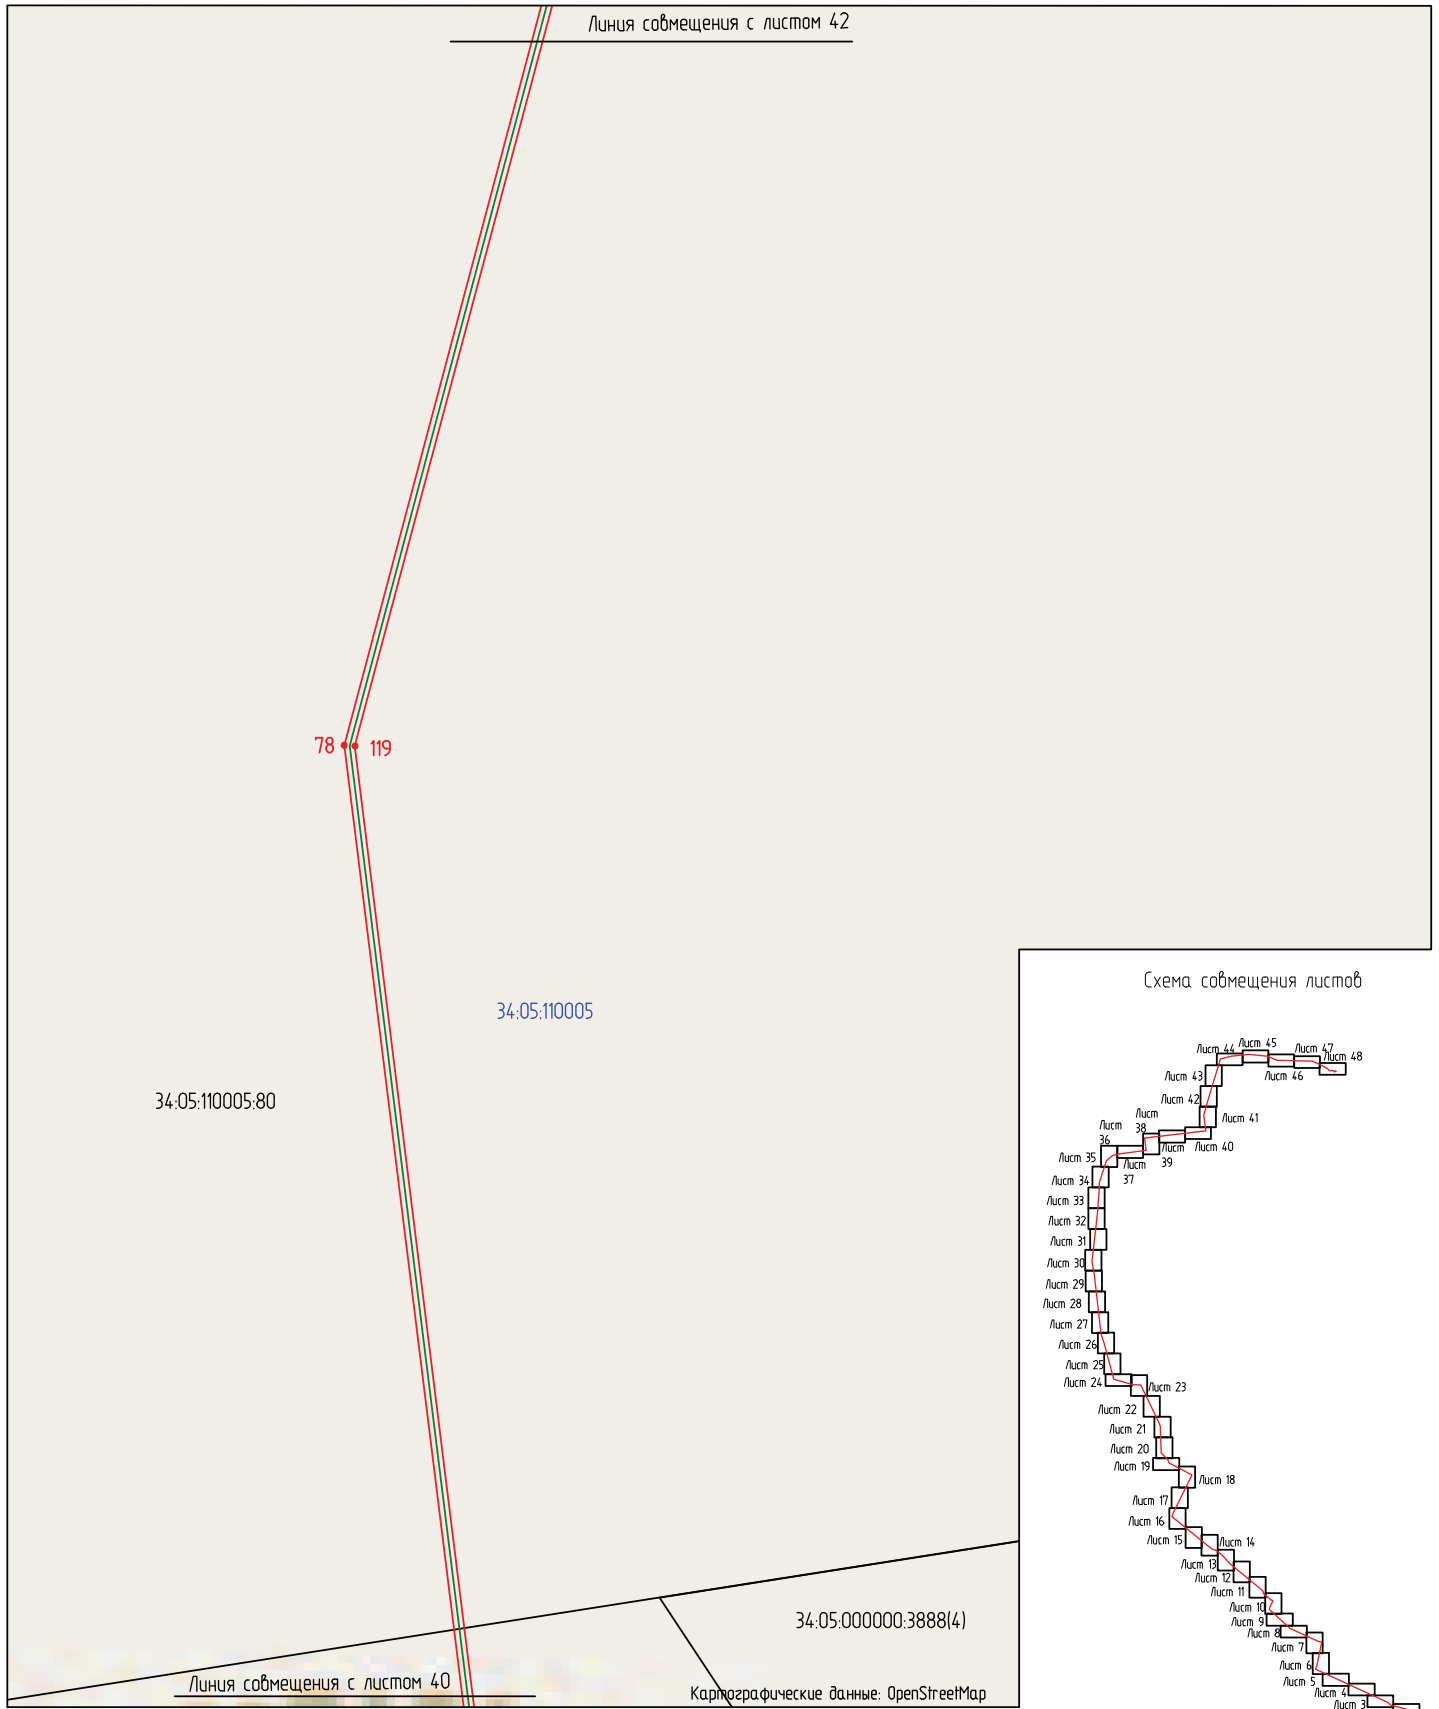 Линия совмещения с листом 42
78
119
34:05:110005
34:05:110005:80
34:05:000000:3888(4)
Линия совмещения с листом 40
Картографические данные: OpenStreetMap
Схема совмещения листов
Лист 44
Лист 45
Лист 47
Лист 48
Лист 46
Лист 43
Лист 42
Лист 41
Лист
38
Лист
36
Лист 40
Лист
39
Лист 35
Лист
37
Лист 34
Лист 33
Лист 32
Лист 31
Лист 30
Лист 29
Лист 28
Лист 27
Лист 26
Лист 25
Лист 24
Лист 23
Лист 22
Лист 21
Лист 20
Лист 19
Лист 18
Лист 17
Лист 16
Лист 15
Лист 14
Лист 13
Лист 12
Лист 11
Лист 10
Лист 9
Лист 8
Лист 7
Лист 6
Лист 5
Лист 4
Лист 3